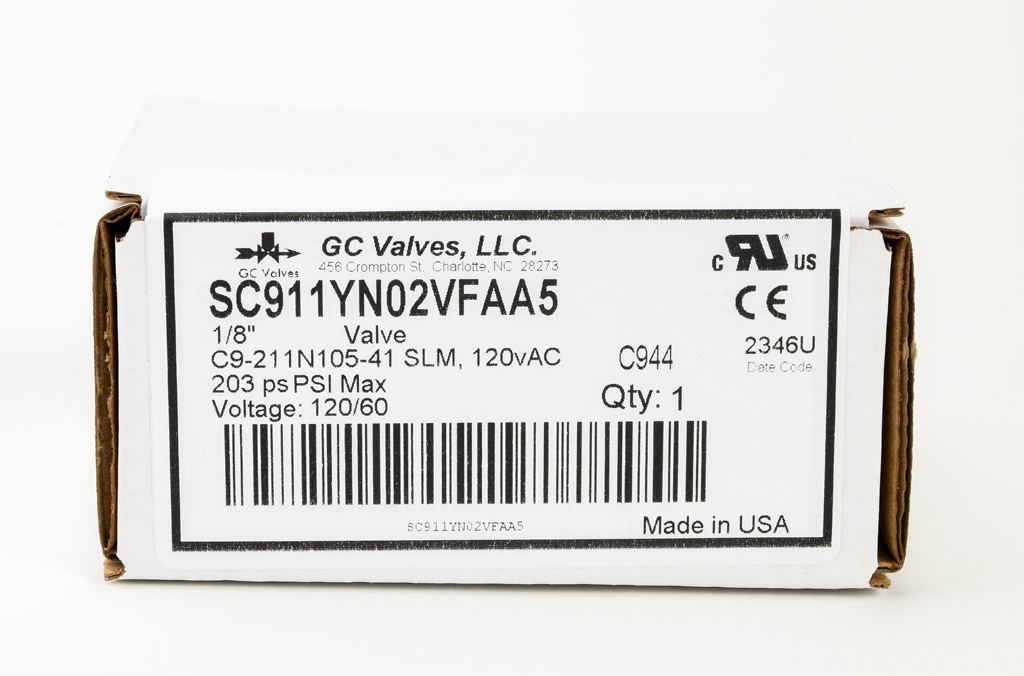 GC Valves, LLC.
GC Valves
456 Crompton St. Charlotte, NC 28273
SC911YN02VFAA5
1/8" Valve
C9-211N105-41 SLM, 120vAC
203 ps PSI Max
Voltage: 120/60
C944
Qty: 1
C RU ® US
CE
2346U
Date Code
SC911YN02VFAA5
Made in USA